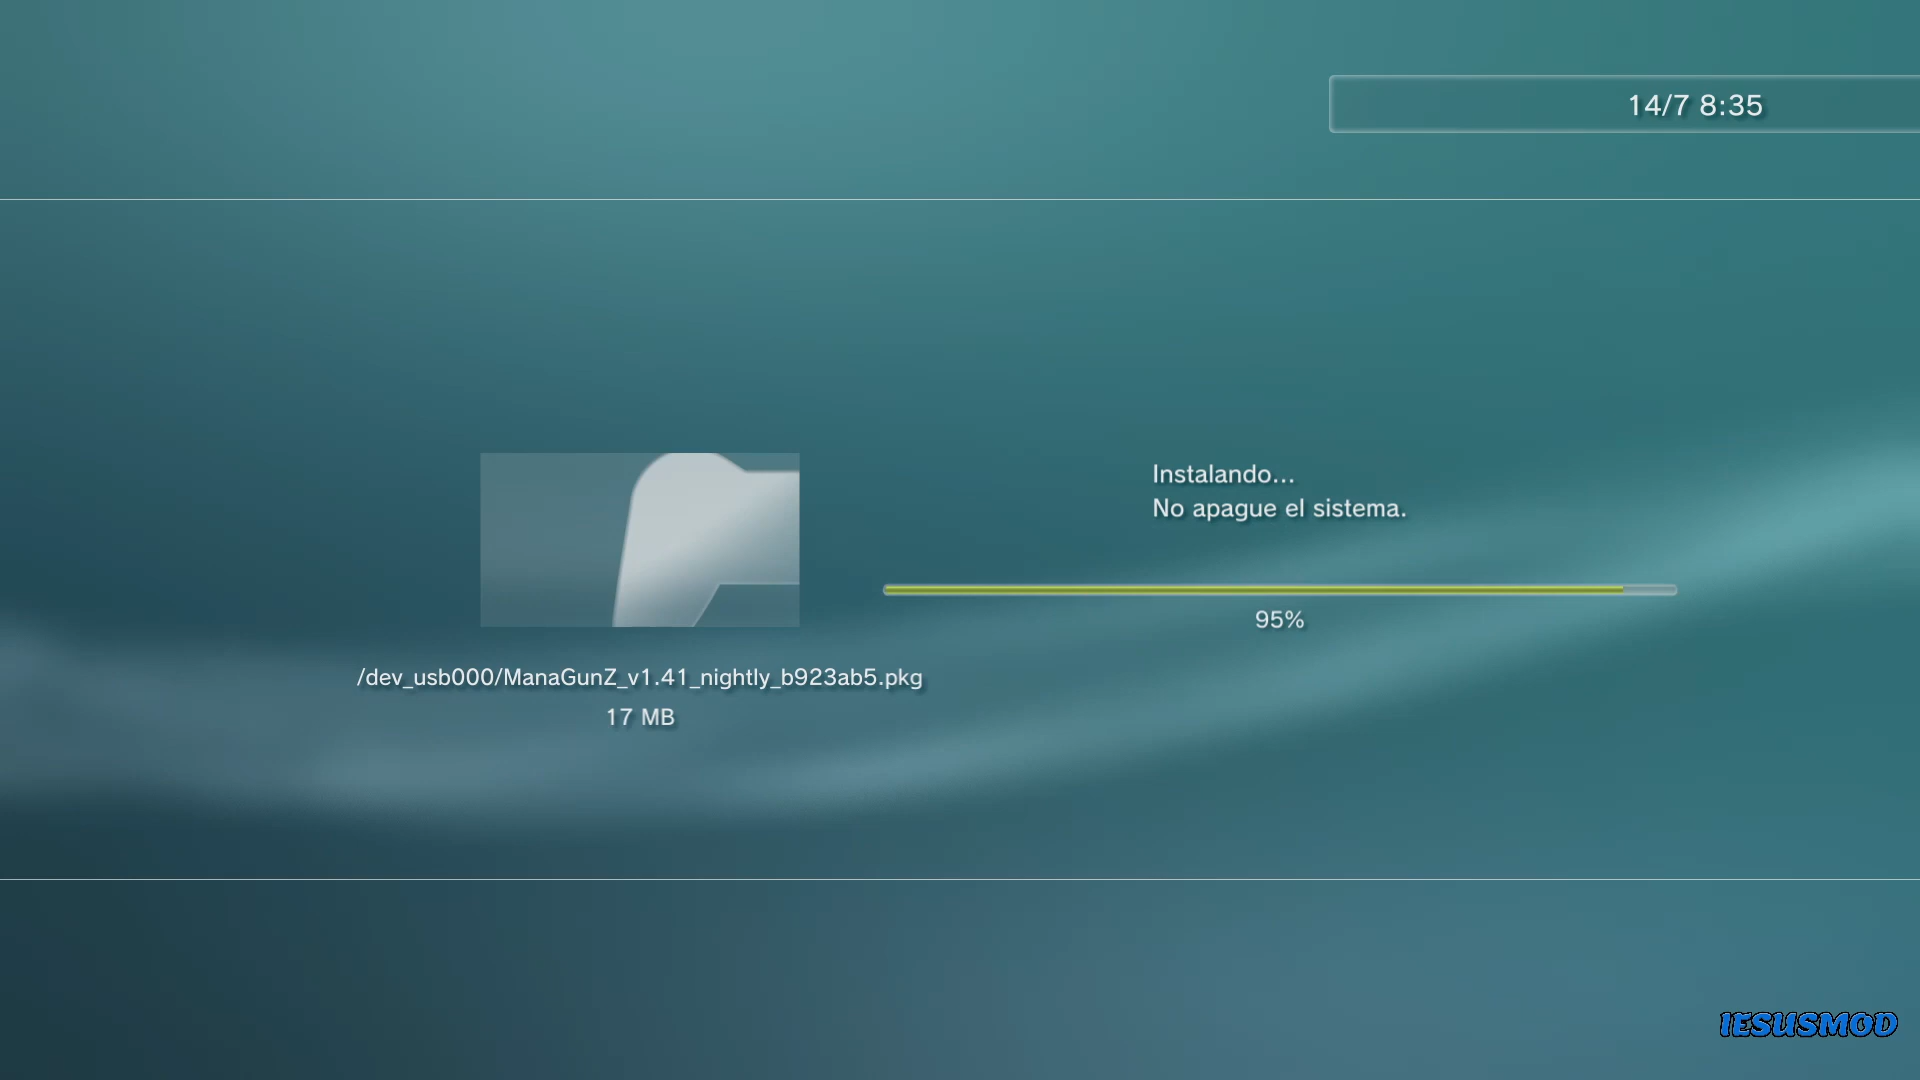 14/7 8:35
Instalando...
No apague el sistema.
95%
/dev_usb000/ManaGunZ_v1.41_nightly_b923ab5.pkg
17 MB
IESUSMOD